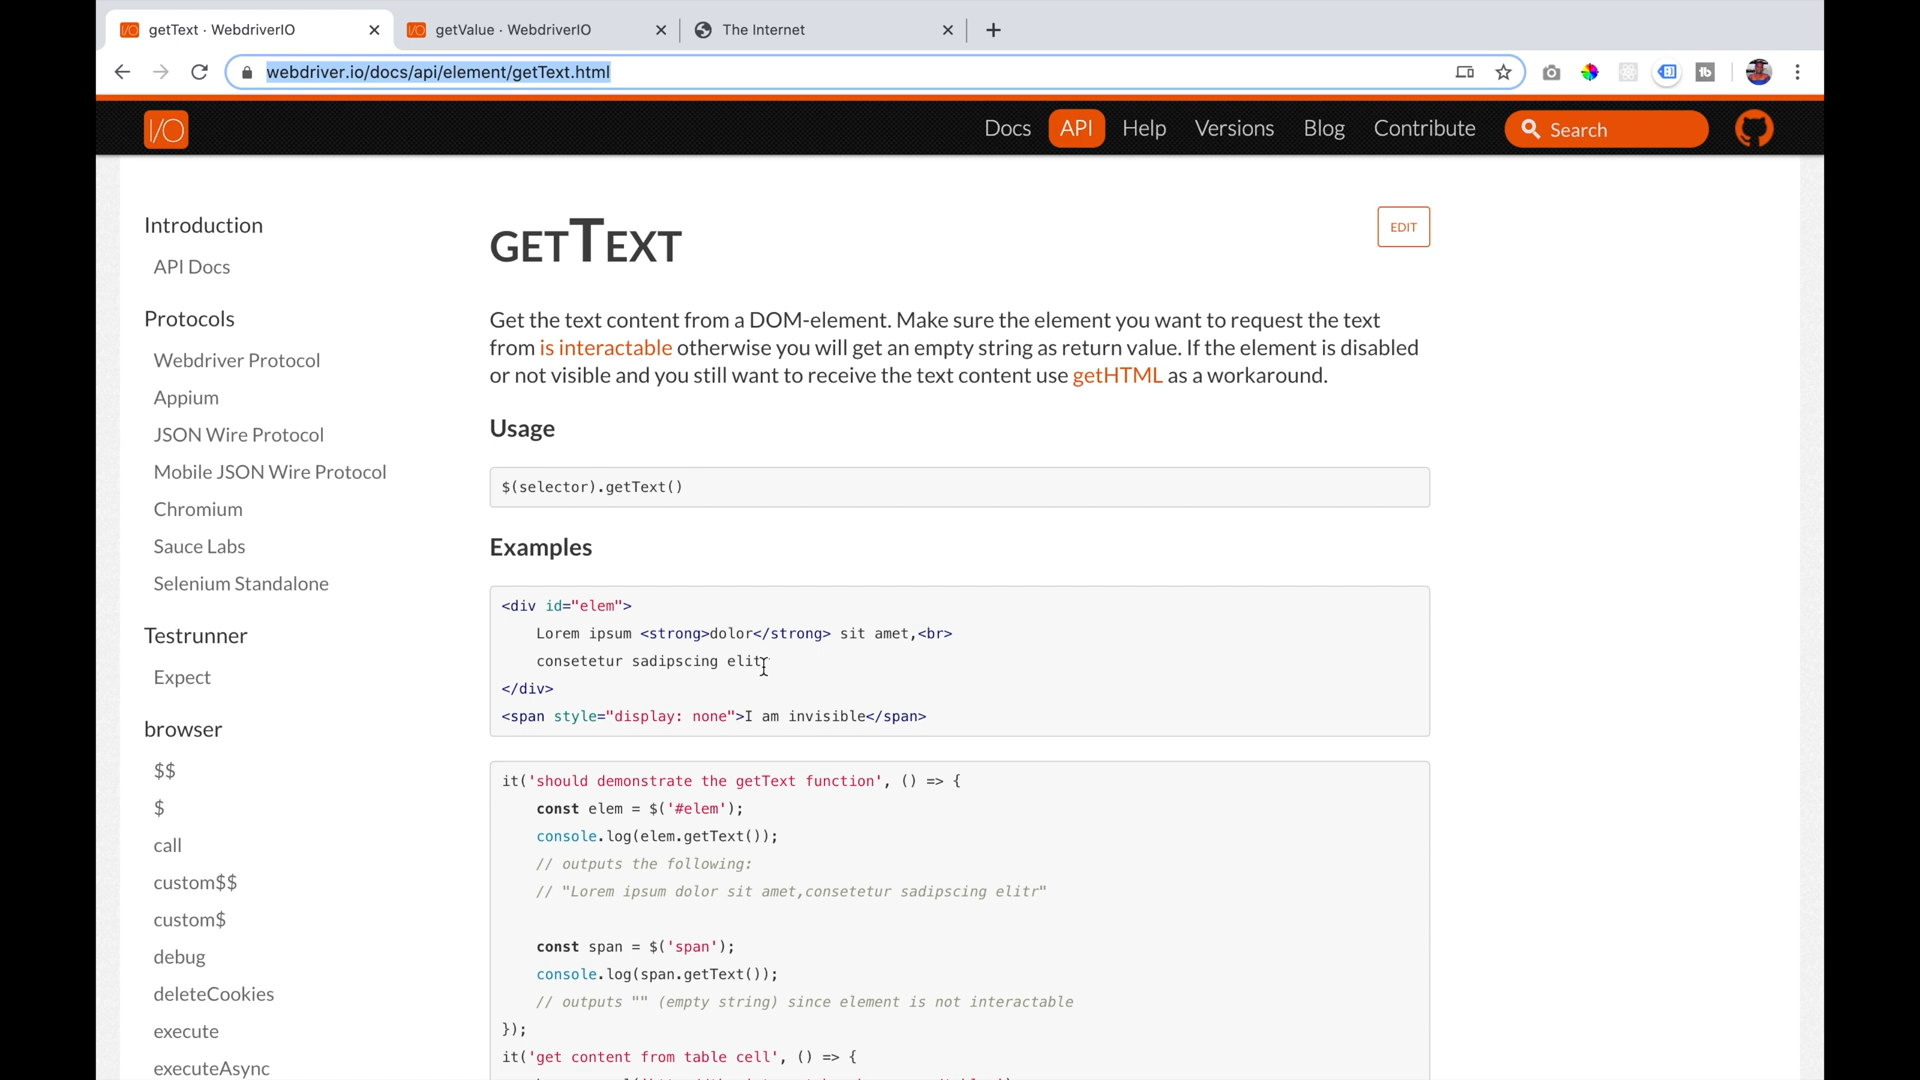 getText · WebdriverIO
getValue · WebdriverIO
The Internet
webdriver.io/docs/api/element/getText.html
I/O
Docs
API
Help
Versions
Blog
Contribute
Search
Introduction
API Docs
Protocols
Webdriver Protocol
Appium
JSON Wire Protocol
Mobile JSON Wire Protocol
Chromium
Sauce Labs
Selenium Standalone
Testrunner
Expect
browser
$$
$
call
custom$$
custom$
debug
deleteCookies
execute
executeAsync
GETTEXT
EDIT
Get the text content from a DOM-element. Make sure the element you want to request the text
from is interactable otherwise you will get an empty string as return value. If the element is disabled
or not visible and you still want to receive the text content use getHTML as a workaround.
Usage
$(selector).getText()
Examples
<div id="elem">
    Lorem ipsum <strong>dolor</strong> sit amet,<br>
    consetetur sadipscing elitr
</div>
<span style="display: none">I am invisible</span>
it('should demonstrate the getText function', () => {
    const elem = $('#elem');
    console.log(elem.getText());
    // outputs the following:
    // "Lorem ipsum dolor sit amet,consetetur sadipscing elitr"
    const span = $('span');
    console.log(span.getText());
    // outputs "" (empty string) since element is not interactable
});
it('get content from table cell', () => {